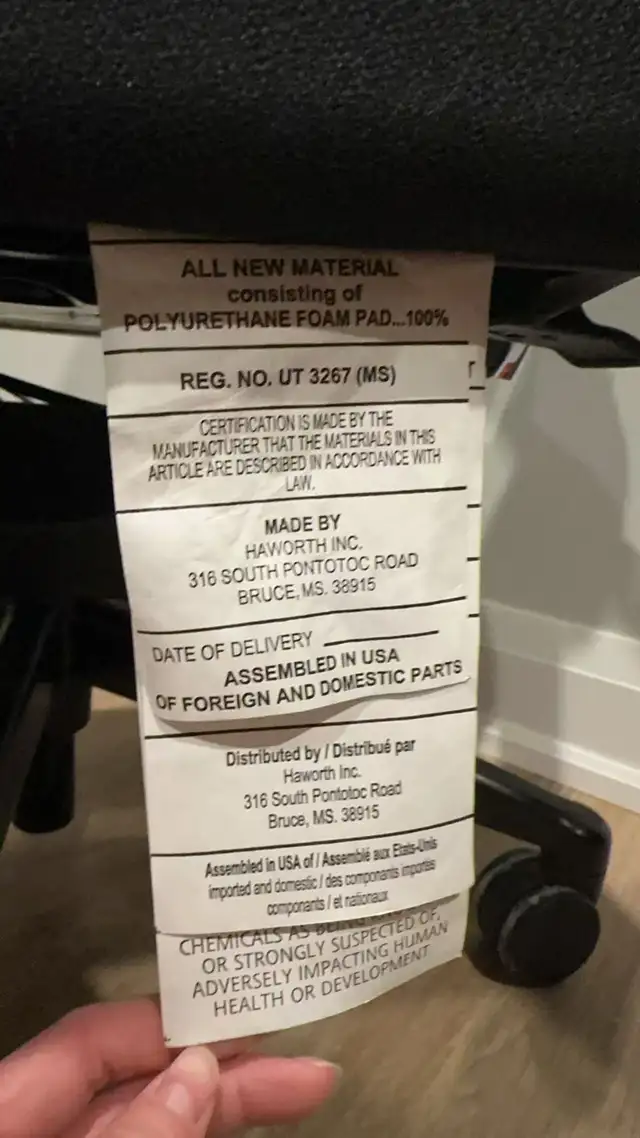 ALL NEW MATERIAL
consisting of
POLYURETHANE FOAM PAD...100%
REG. NO. UT 3267 (MS)
CERTIFICATION IS MADE BY THE
MANUFACTURER THAT THE MATERIALS IN THIS
ARTICLE ARE DESCRIBED IN ACCORDANCE WITH
LAW.
MADE BY
HAWORTH INC.
316 SOUTH PONTOTOC ROAD
BRUCE, MS. 38915
DATE OF DELIVERY
ASSEMBLED IN USA
OF FOREIGN AND DOMESTIC PARTS
Distributed by / Distribué par
Haworth Inc.
316 South Pontotoc Road
Bruce, MS. 38915
Assembled in USA of / Assemblé aux Etats-Unis
imported and domestic / des componants importés
componants / et nationaux
CHEMICALS AS BEING
OR STRONGLY SUSPECTED OF,
ADVERSELY IMPACTING HUMAN
HEALTH OR DEVELOPMENT